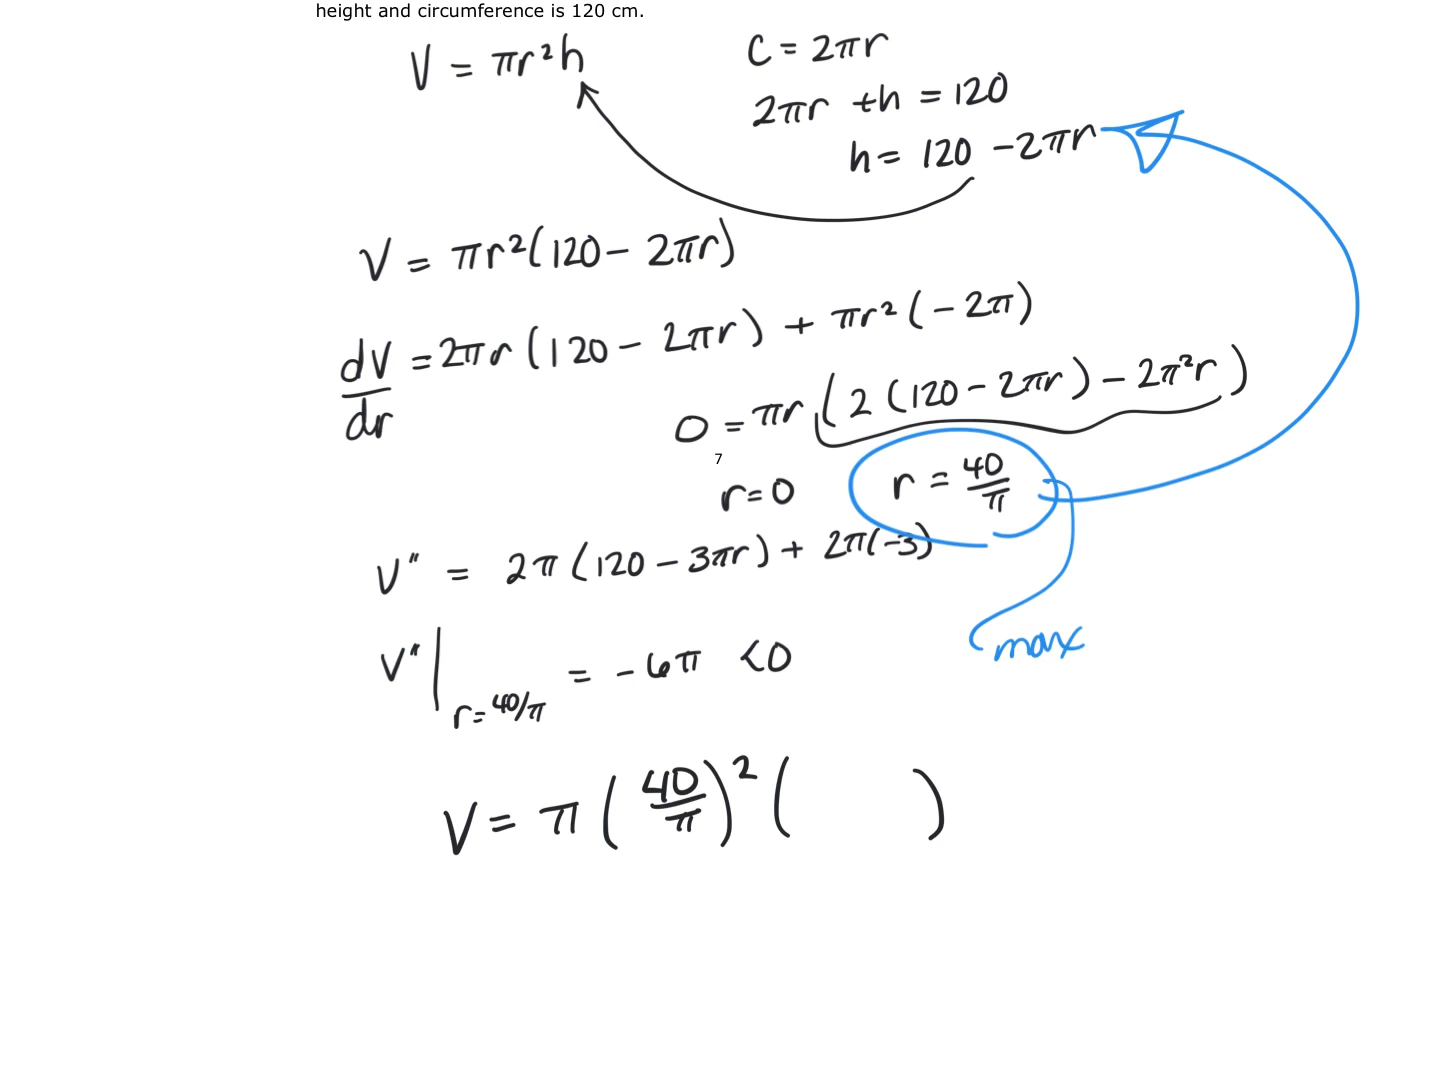 height and circumference is 120 cm.
V = πr²h
C = 2πr
2πr + h = 120
h = 120 - 2πr
V = πr²(120 - 2πr)
dV/dr = 2πr(120 - 2πr) + πr²(-2π)
0 = πr(2(120 - 2πr) - 2π²r)
7
r = 0 r = 40/π
V" = 2π(120 - 3πr) + 2π(-3)
max
V"|r=40/π = -6π <0
V = π(40/π)²( )